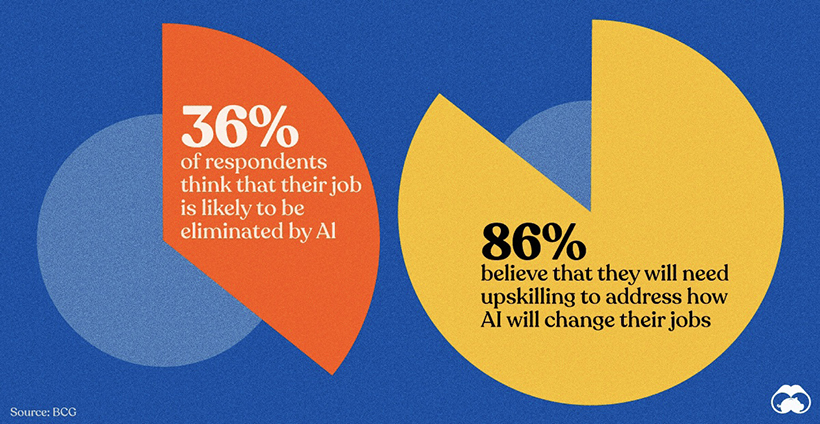 36%
of respondents
think that their job
is likely to be
eliminated by AI
86%
believe that they will need
upskilling to address how
AI will change their jobs
Source: BCG